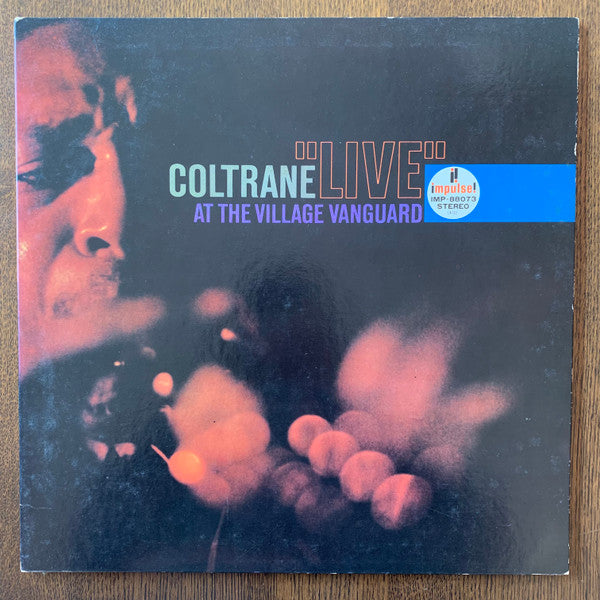 COLTRANE "LIVE"
AT THE VILLAGE VANGUARD
i!
impulse!
IMP-88073
STEREO